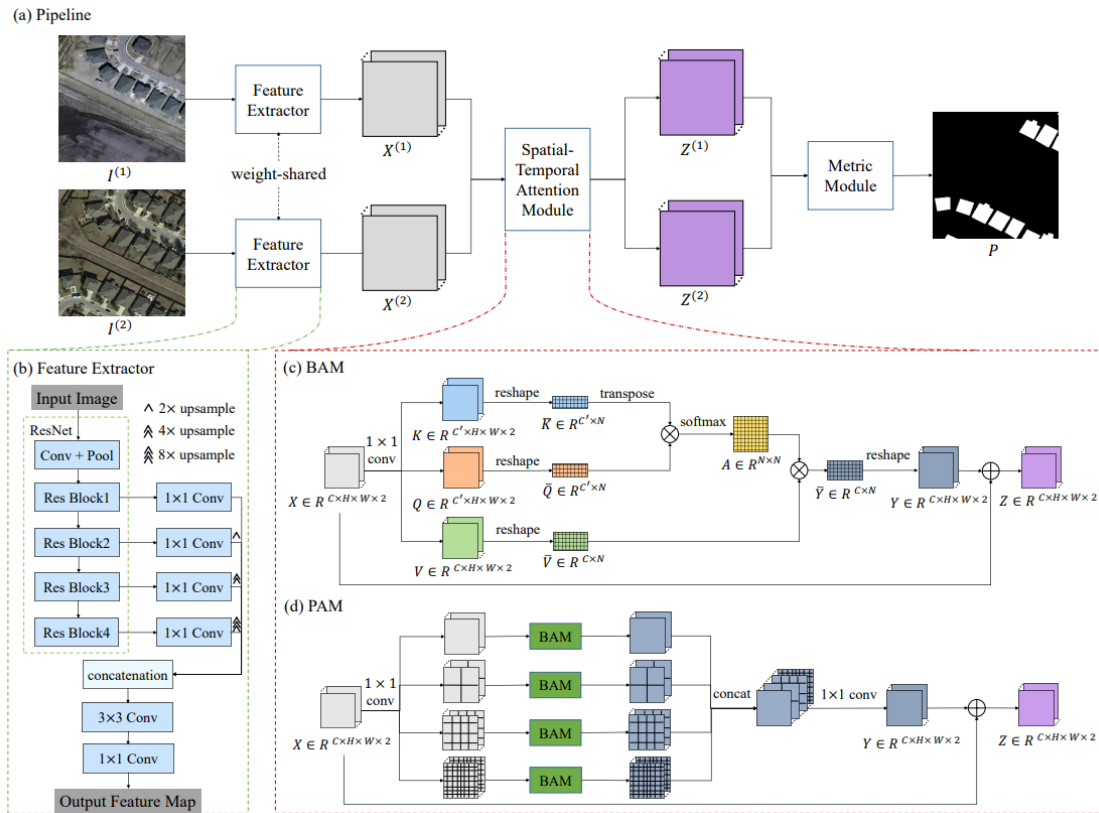 (a) Pipeline
Feature
Extractor
I⁽¹⁾
X⁽¹⁾
weight-shared
Feature
Extractor
I⁽²⁾
X⁽²⁾
Spatial-
Temporal
Attention
Module
Z⁽¹⁾
Z⁽²⁾
Metric
Module
P
(b) Feature Extractor
Input Image
2× upsample
4× upsample
8× upsample
ResNet
Conv + Pool
Res Block1
1×1 Conv
Res Block2
1×1 Conv
Res Block3
1×1 Conv
Res Block4
1×1 Conv
concatenation
3×3 Conv
1×1 Conv
Output Feature Map
(c) BAM
X ∈ R^{C×H×W×2}
1 × 1
conv
K ∈ R^{C′×H×W×2}
reshape
K̄ ∈ R^{C′×N}
transpose
Q ∈ R^{C′×H×W×2}
reshape
Q̄ ∈ R^{C′×N}
V ∈ R^{C×H×W×2}
reshape
V̄ ∈ R^{C×N}
softmax
A ∈ R^{N×N}
Ȳ ∈ R^{C×N}
reshape
Y ∈ R^{C×H×W×2}
Z ∈ R^{C×H×W×2}
(d) PAM
X ∈ R^{C×H×W×2}
1 × 1
conv
BAM
BAM
BAM
BAM
concat
1×1 conv
Y ∈ R^{C×H×W×2}
Z ∈ R^{C×H×W×2}